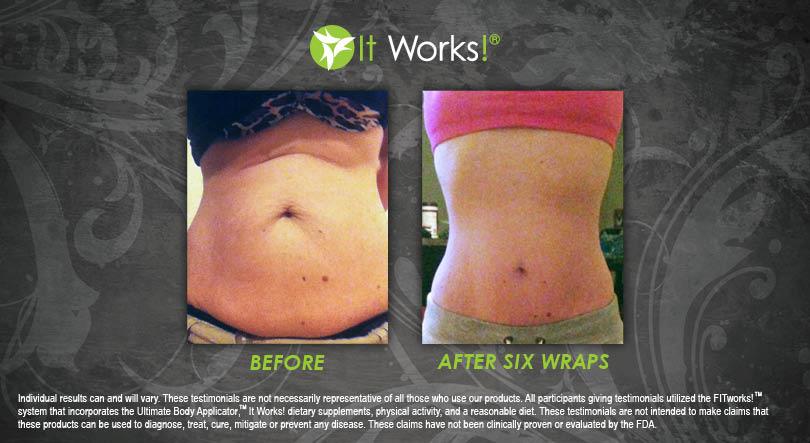 It Works!®
BEFORE
AFTER SIX WRAPS
Individual results can and will vary. These testimonials are not necessarily representative of all those who use our products. All participants giving testimonials utilized the FITworks!™
system that incorporates the Ultimate Body Applicator,™ It Works! dietary supplements, physical activity, and a reasonable diet. These testimonials are not intended to make claims that
these products can be used to diagnose, treat, cure, mitigate or prevent any disease. These claims have not been clinically proven or evaluated by the FDA.